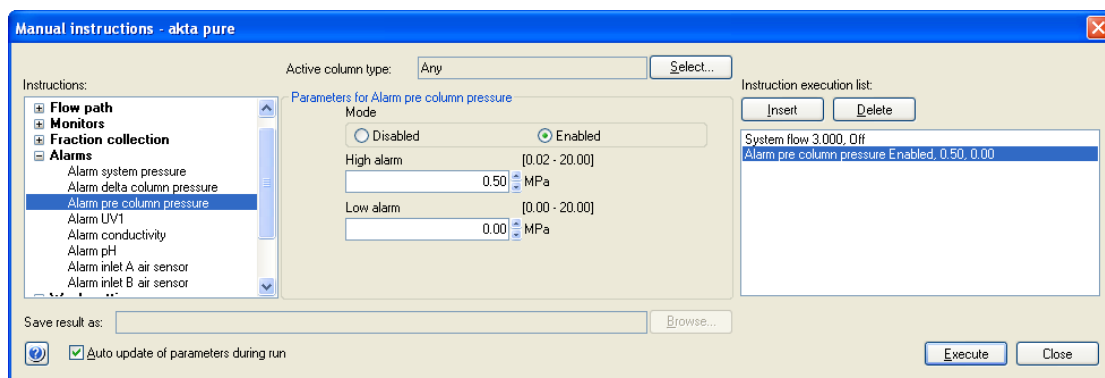 Manual instructions - akta pure
Active column type: Any Select...
Instructions:
Flow path
Monitors
Fraction collection
Alarms
Alarm system pressure
Alarm delta column pressure
Alarm pre column pressure
Alarm UV1
Alarm conductivity
Alarm pH
Alarm inlet A air sensor
Alarm inlet B air sensor
Parameters for Alarm pre column pressure
Mode
Disabled Enabled
High alarm [0.02 - 20.00]
0.50 MPa
Low alarm [0.00 - 20.00]
0.00 MPa
Instruction execution list:
Insert Delete
System flow 3.000, Off
Alarm pre column pressure Enabled, 0.50, 0.00
Save result as: Browse...
Auto update of parameters during run
Execute Close